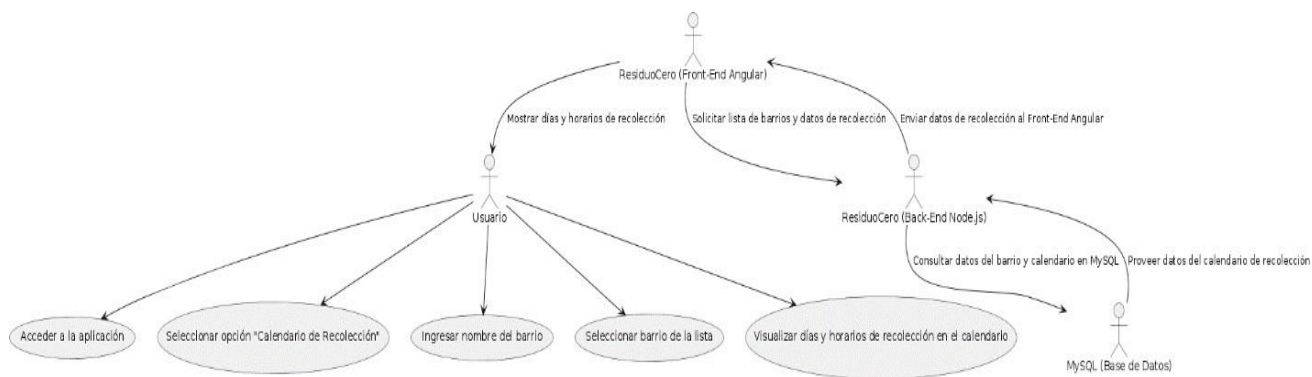 ResiduoCero (Front-End Angular)
Mostrar días y horarios de recolección
Solicitar lista de barrios y datos de recolección
Enviar datos de recolección al Front-End Angular
Usuario
ResiduoCero (Back-End Node.js)
Consultar datos del barrio y calendario en MySQL
Proveer datos del calendario de recolección
Acceder a la aplicación
Seleccionar opción "Calendario de Recolección"
Ingresar nombre del barrio
Seleccionar barrio de la lista
Visualizar días y horarios de recolección en el calendario
MySQL (Base de Datos)